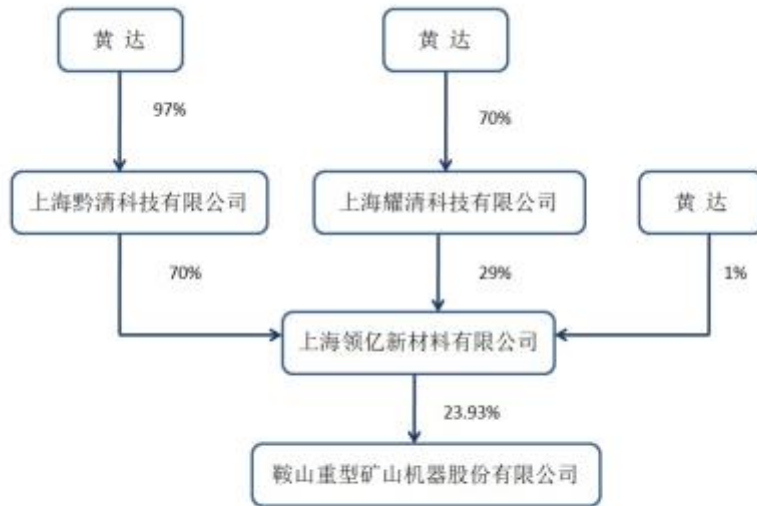 黄 达
黄 达
97%
70%
上海黔清科技有限公司
上海耀清科技有限公司
黄 达
70%
29%
1%
上海领亿新材料有限公司
23.93%
鞍山重型矿山机器股份有限公司